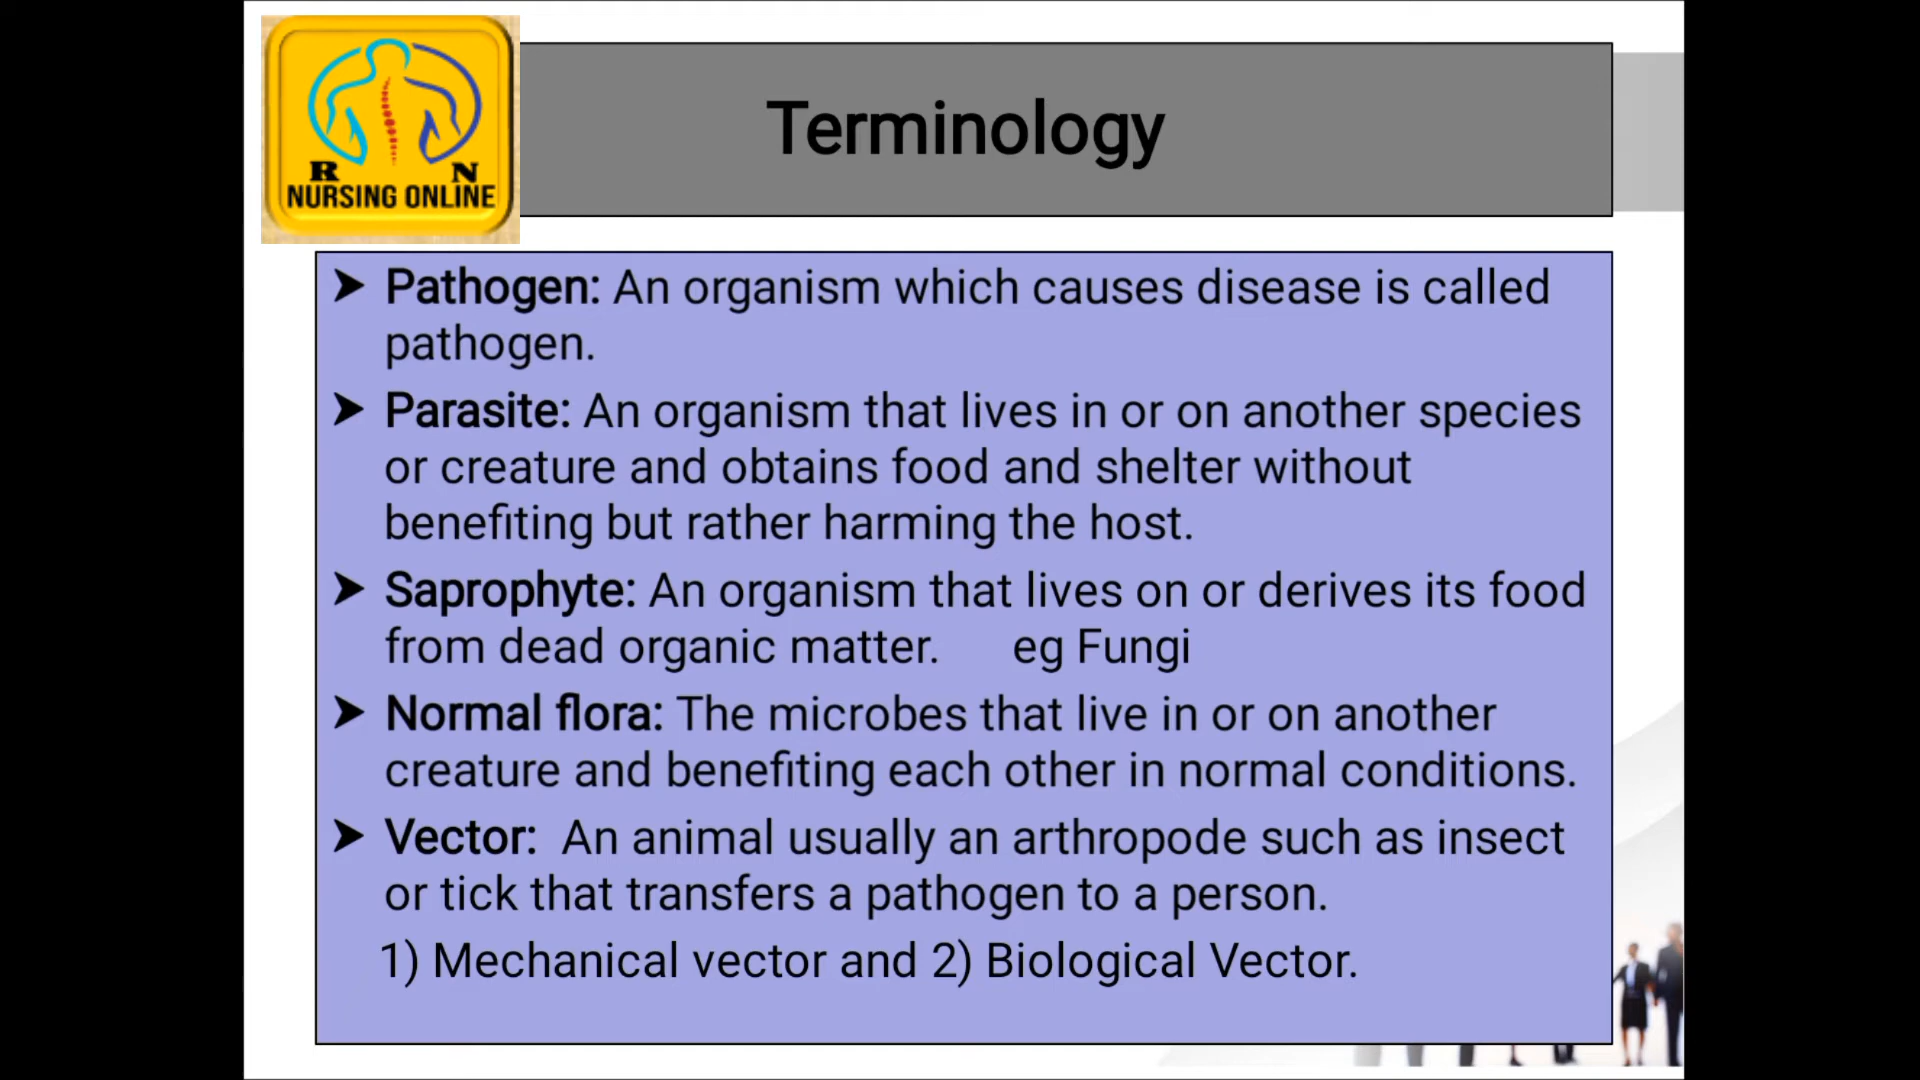 R N
NURSING ONLINE
Terminology
➤ Pathogen: An organism which causes disease is called
pathogen.
➤ Parasite: An organism that lives in or on another species
or creature and obtains food and shelter without
benefiting but rather harming the host.
➤ Saprophyte: An organism that lives on or derives its food
from dead organic matter. eg Fungi
➤ Normal flora: The microbes that live in or on another
creature and benefiting each other in normal conditions.
➤ Vector: An animal usually an arthropode such as insect
or tick that transfers a pathogen to a person.
1) Mechanical vector and 2) Biological Vector.